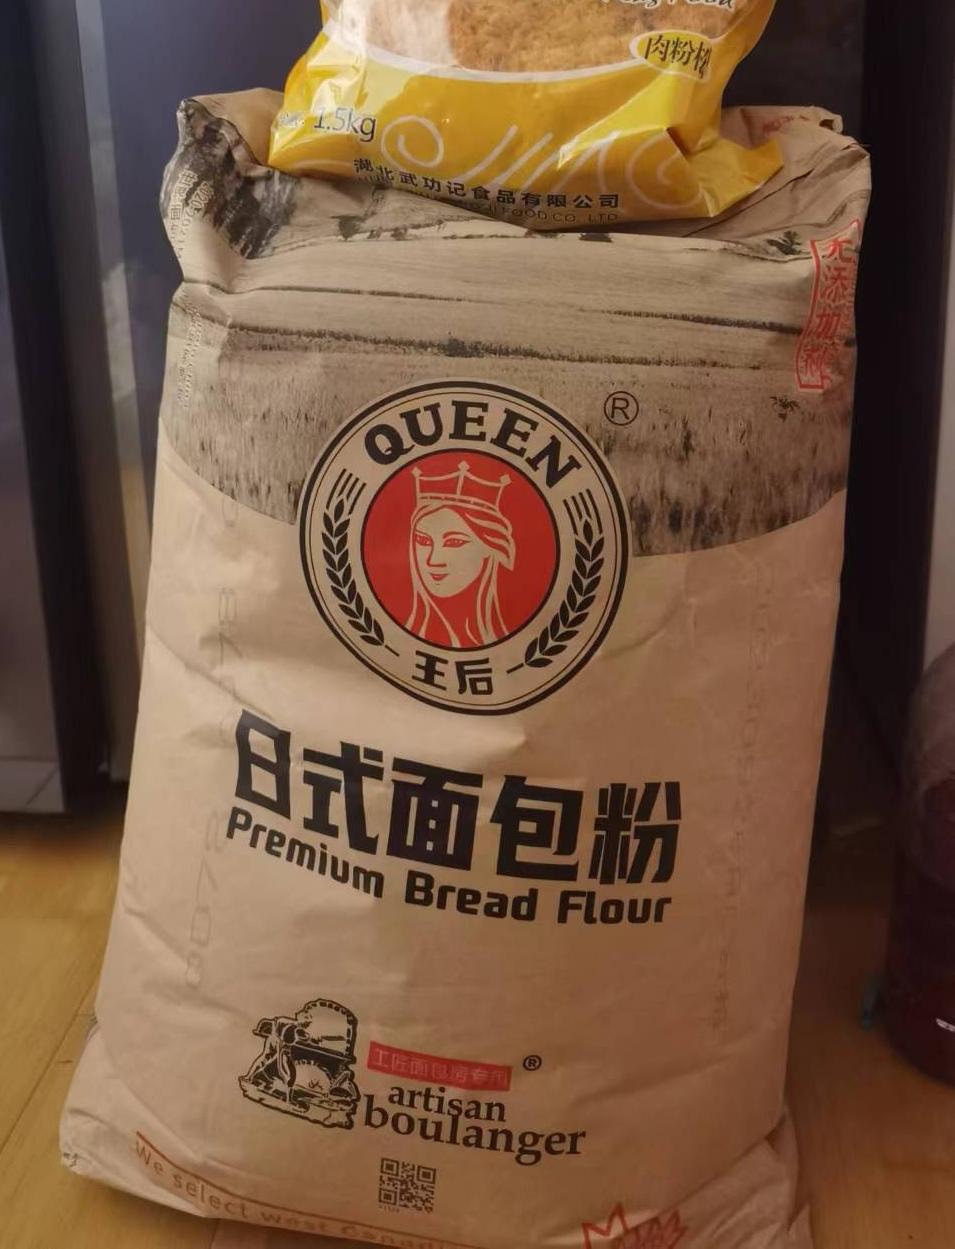 肉粉松
1.5kg
湖北武功记食品有限公司
FOOD CO., LTD
无添加剂
QUEEN
®
王后
日式面包粉
Premium Bread Flour
工匠面包房专用
®
artisan
boulanger
We select west Canadi